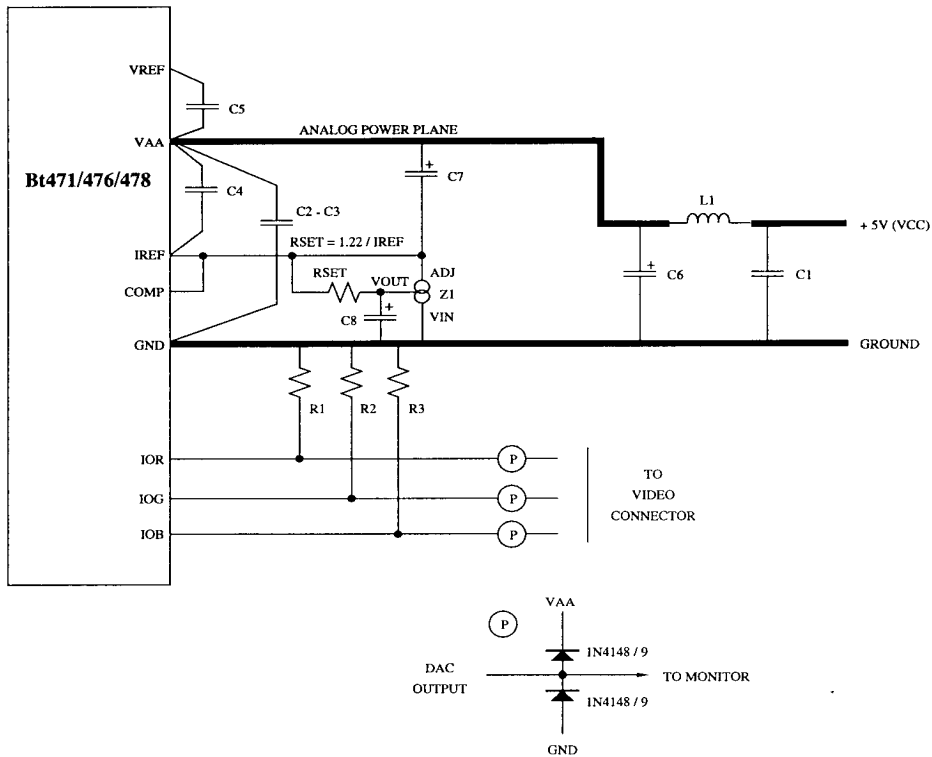 VREF
C5
ANALOG POWER PLANE
VAA
Bt471/476/478
C4
C7
L1
C2 - C3
+ 5V (VCC)
RSET = 1.22 / IREF
IREF
RSET
VOUT
ADJ
Z1
C6
C1
COMP
C8
VIN
GND
GROUND
R1
R2
R3
IOR
P
TO
IOG
P
VIDEO
CONNECTOR
IOB
P
VAA
P
1N4148 / 9
DAC
OUTPUT
TO MONITOR
1N4148 / 9
GND
+
+
+